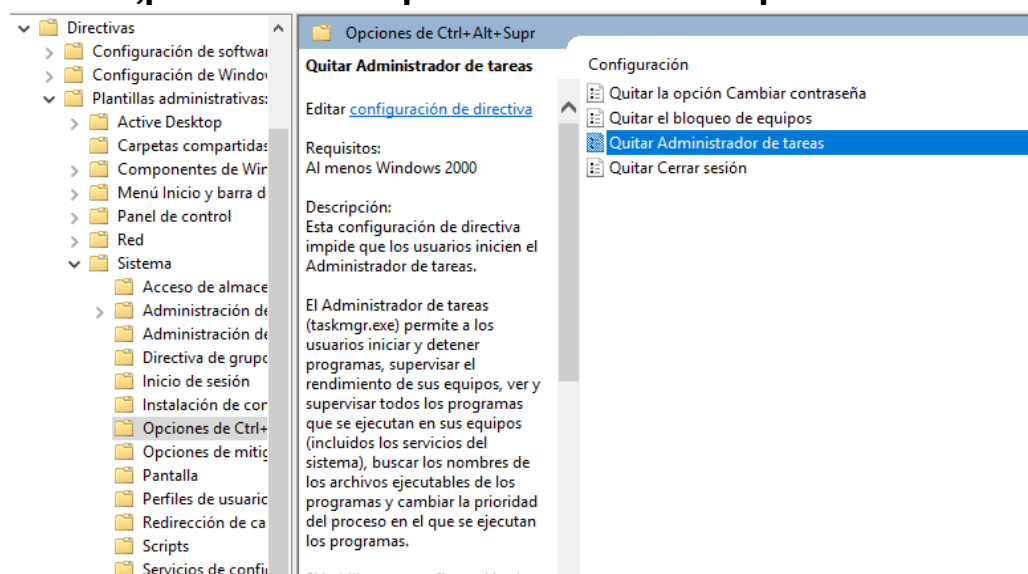 Directivas
Configuración de softwar
Configuración de Windov
Plantillas administrativas:
Active Desktop
Carpetas compartidas
Componentes de Wir
Menú Inicio y barra d
Panel de control
Red
Sistema
Acceso de almace
Administración de
Administración de
Directiva de grupo
Inicio de sesión
Instalación de con
Opciones de Ctrl+
Opciones de mitig
Pantalla
Perfiles de usuario
Redirección de ca
Scripts
Servicios de confi
Opciones de Ctrl+Alt+Supr
Quitar Administrador de tareas
Editar configuración de directiva
Requisitos:
Al menos Windows 2000
Descripción:
Esta configuración de directiva
impide que los usuarios inicien el
Administrador de tareas.
El Administrador de tareas
(taskmgr.exe) permite a los
usuarios iniciar y detener
programas, supervisar el
rendimiento de sus equipos, ver y
supervisar todos los programas
que se ejecutan en sus equipos
(incluidos los servicios del
sistema), buscar los nombres de
los archivos ejecutables de los
programas y cambiar la prioridad
del proceso en el que se ejecutan
los programas.
Configuración
Quitar la opción Cambiar contraseña
Quitar el bloqueo de equipos
Quitar Administrador de tareas
Quitar Cerrar sesión